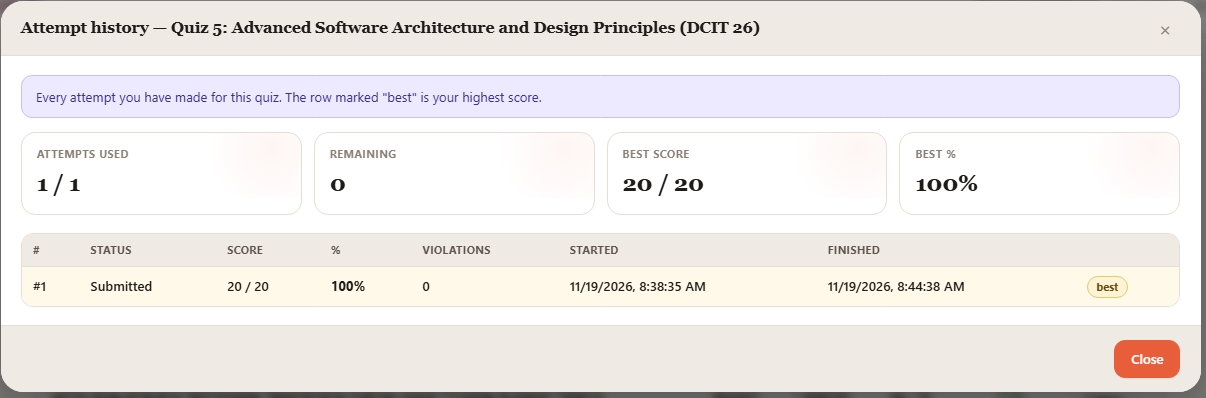 Attempt history — Quiz 5: Advanced Software Architecture and Design Principles (DCIT 26)
×
Every attempt you have made for this quiz. The row marked "best" is your highest score.
ATTEMPTS USED REMAINING BEST SCORE BEST %
1 / 1 0 20 / 20 100%
# STATUS SCORE % VIOLATIONS STARTED FINISHED
#1 Submitted 20 / 20 100% 0 11/19/2026, 8:38:35 AM 11/19/2026, 8:44:38 AM best
Close